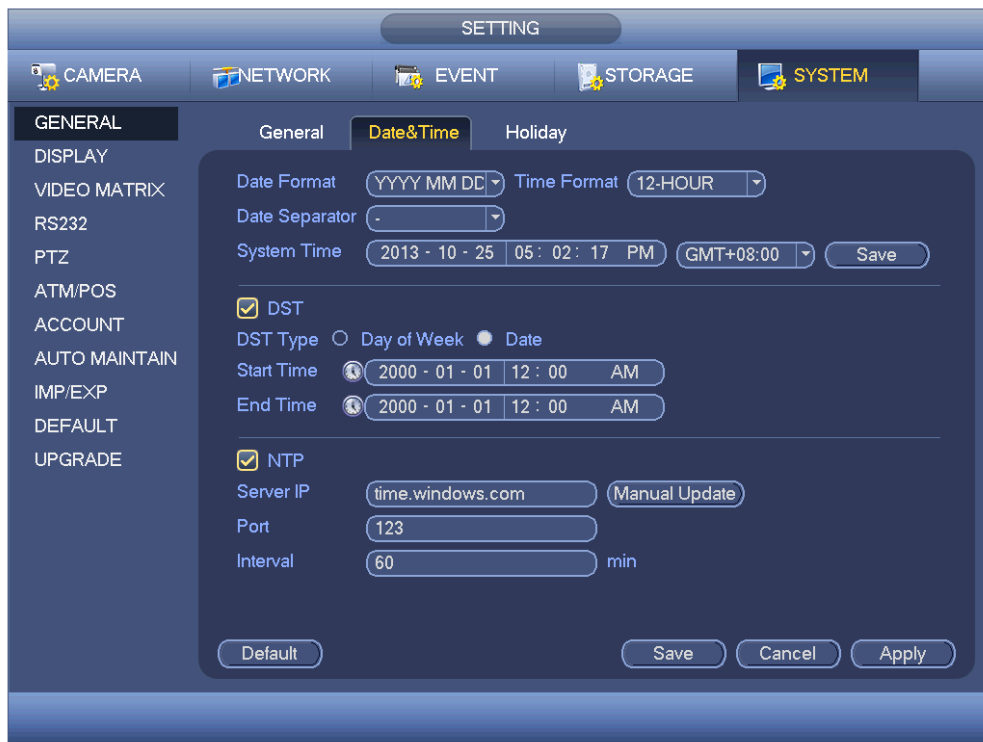 SETTING
CAMERA NETWORK EVENT STORAGE SYSTEM
GENERAL
DISPLAY
VIDEO MATRIX
RS232
PTZ
ATM/POS
ACCOUNT
AUTO MAINTAIN
IMP/EXP
DEFAULT
UPGRADE
General Date&Time Holiday
Date Format YYYY MM DD Time Format 12-HOUR
Date Separator -
System Time 2013 - 10 - 25 05 : 02 : 17 PM GMT+08:00 Save
DST
DST Type Day of Week Date
Start Time 2000 - 01 - 01 12 : 00 AM
End Time 2000 - 01 - 01 12 : 00 AM
NTP
Server IP time.windows.com Manual Update
Port 123
Interval 60 min
Default Save Cancel Apply